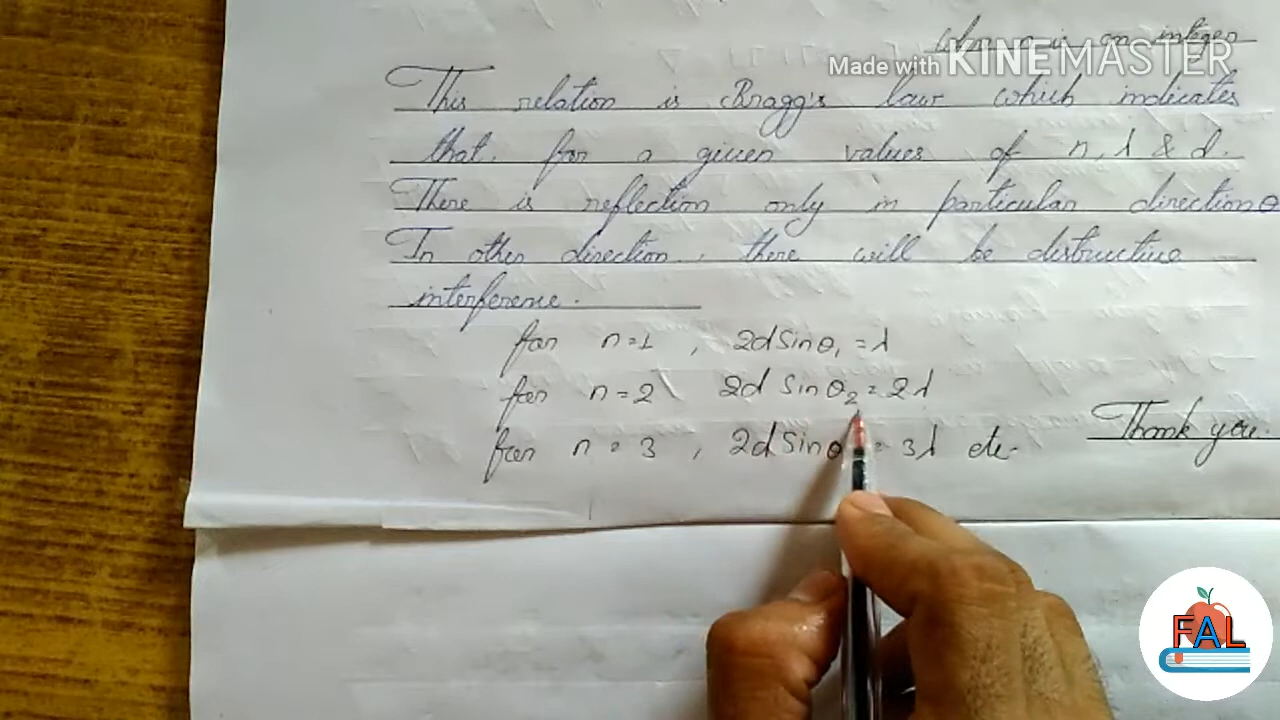 n is an integer
Made with KINEMASTER
This relation is Bragg's law which indicates
that, for a given values of n, λ & d.
There is reflection only in particular direction θ
In other direction, there will be distructive
interference.
for n=1 , 2d Sinθ₁ = λ
for n=2 2d Sinθ₂ = 2λ
for n=3 , 2d Sinθ = 3λ etc.
Thank you.
FAL